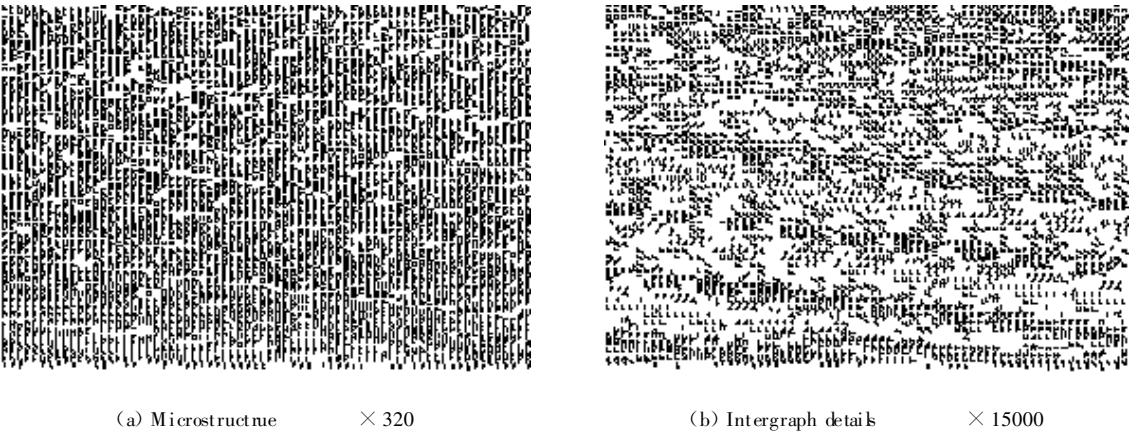 (a) Microstructrue × 320
(b) Intergraph details × 15000